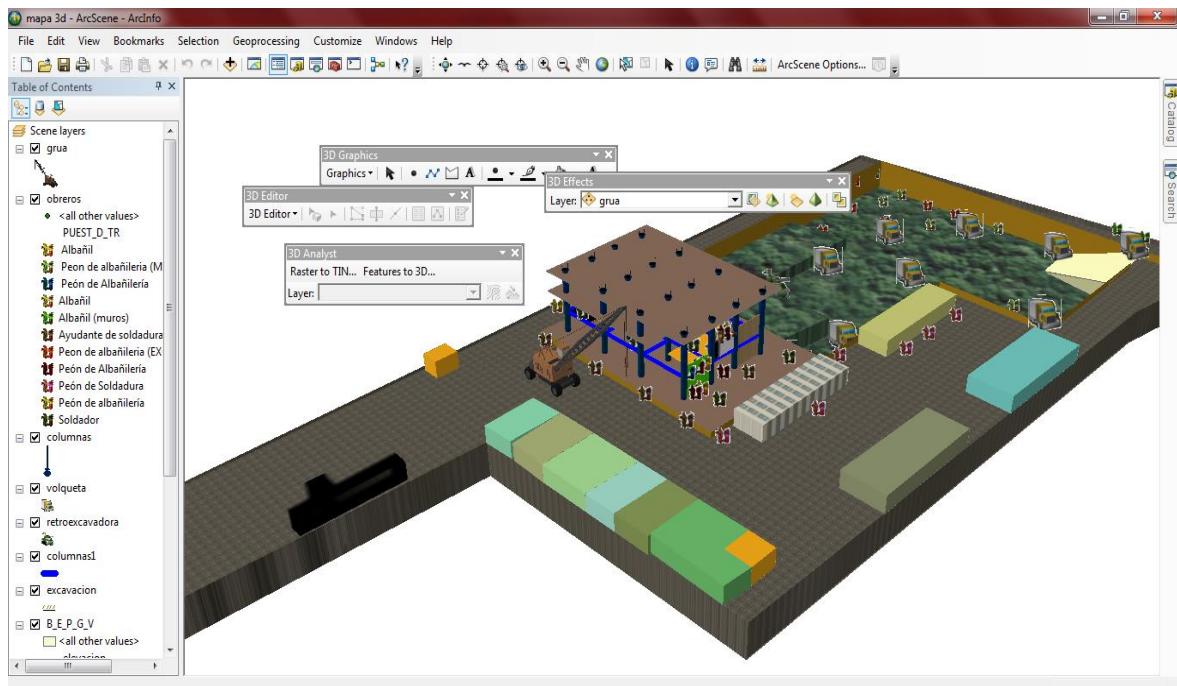 mapa 3d - ArcScene - ArcInfo
File Edit View Bookmarks Selection Geoprocessing Customize Windows Help
ArcScene Options...
Table of Contents
Scene layers
grua
obreros
<all other values>
PUEST_D_TR
Albañil
Peon de albañileria (M
Peón de Albañilería
Albañil
Albañil (muros)
Ayudante de soldadura
Peon de albañileria (EX
Peón de Albañilería
Peón de Soldadura
Peón de albañilería
Soldador
columnas
volqueta
retroexcavadora
columnas1
excavacion
B_E_P_G_V
<all other values>
3D Graphics
Graphics
A
A
3D Effects
Layer: grua
3D Editor
3D Editor
3D Analyst
Raster to TIN... Features to 3D...
Layer:
Catalog
Search